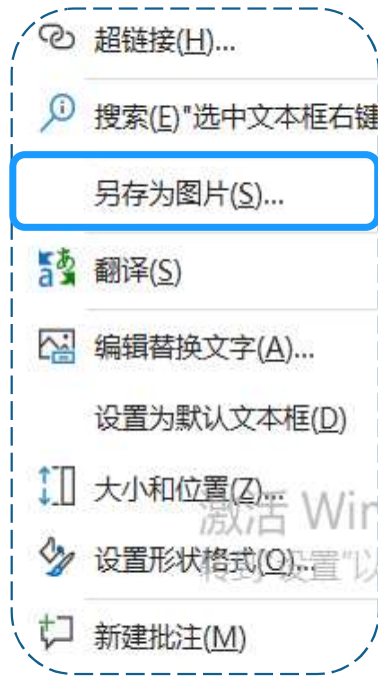 超链接(H)...
搜索(E)"选中文本框右键
另存为图片(S)...
翻译(S)
编辑替换文字(A)...
设置为默认文本框(D)
大小和位置(Z)...
激活 Win
设置形状格式(O)...
转到"设置"以
新建批注(M)